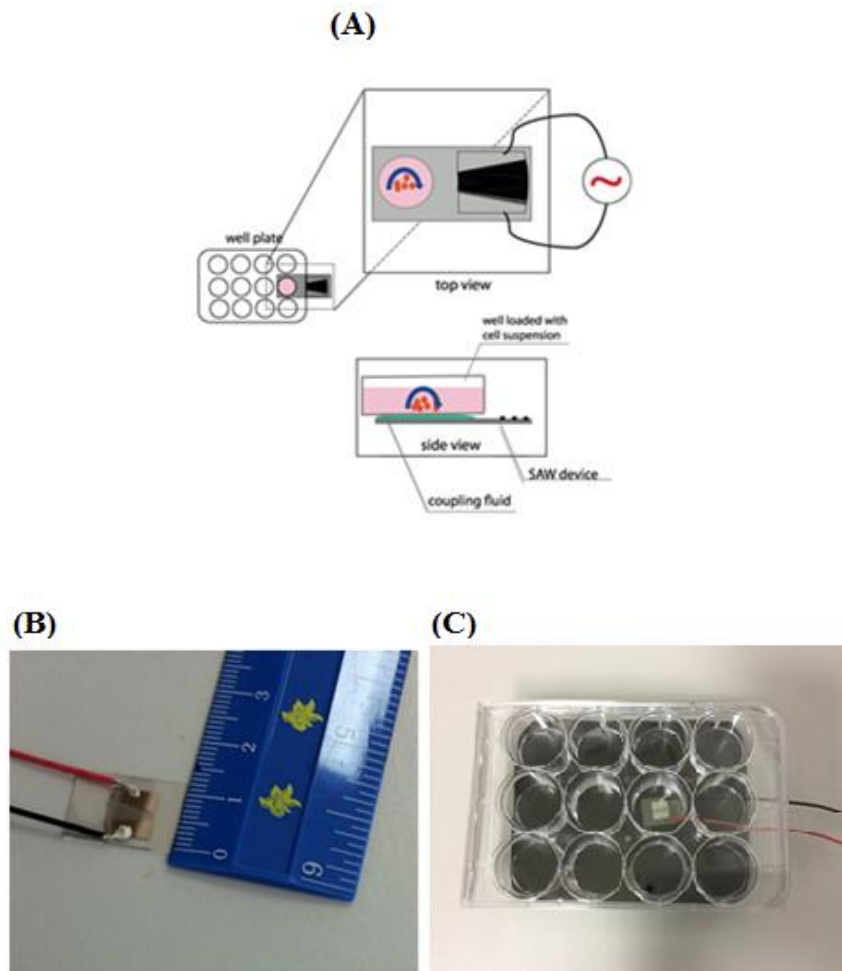 (A)
well plate
top view
well loaded with
cell suspension
side view
SAW device
coupling fluid
(B)
(C)
3
2
1
0
5
6